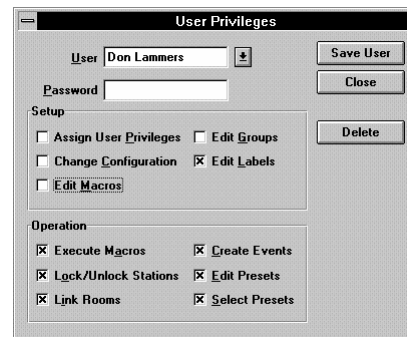 User Privileges
User Don Lammers
Save User
Password
Close
Setup
Assign User Privileges Edit Groups
Delete
Change Configuration Edit Labels
Edit Macros
Operation
Execute Macros Create Events
Lock/Unlock Stations Edit Presets
Link Rooms Select Presets